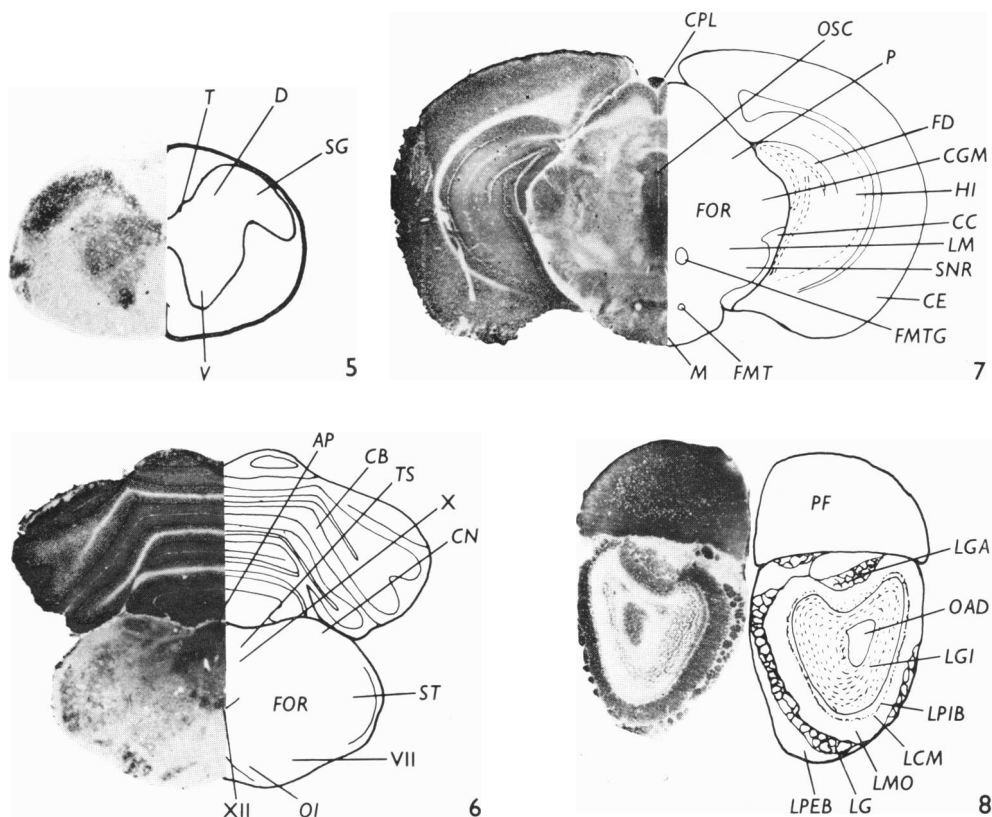 T
D
SG
V
5
CPL
OSC
P
FD
CGM
HI
FOR
CC
LM
SNR
CE
FMTG
M
FMT
7
AP
CB
TS
X
CN
FOR
ST
VII
XII
OI
6
PF
LGA
OAD
LGI
LPIB
LCM
LMO
LPEB
LG
8